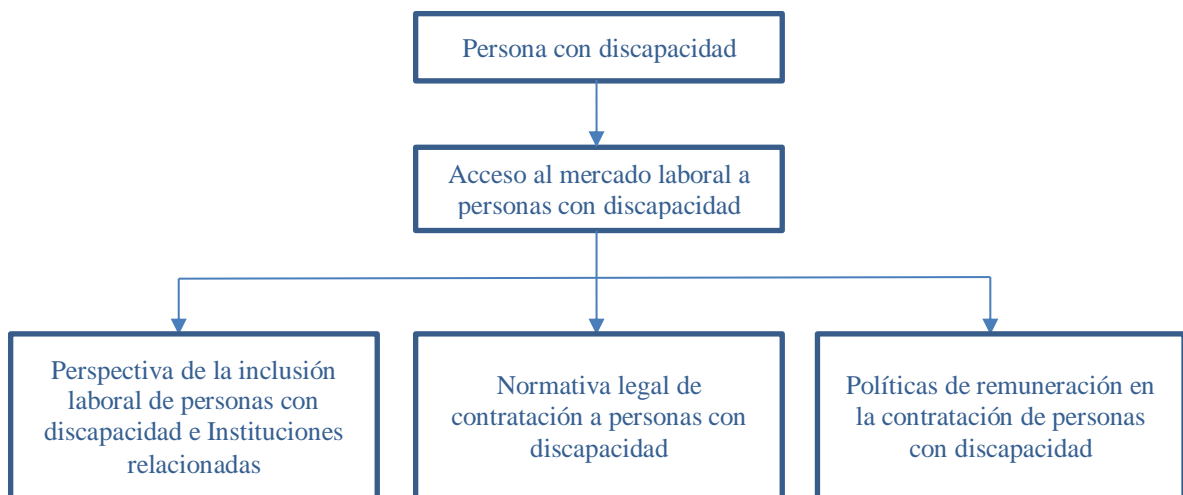 Persona con discapacidad
Acceso al mercado laboral a
personas con discapacidad
Perspectiva de la inclusión
laboral de personas con
discapacidad e Instituciones
relacionadas
Normativa legal de
contratación a personas con
discapacidad
Políticas de remuneración en
la contratación de personas
con discapacidad